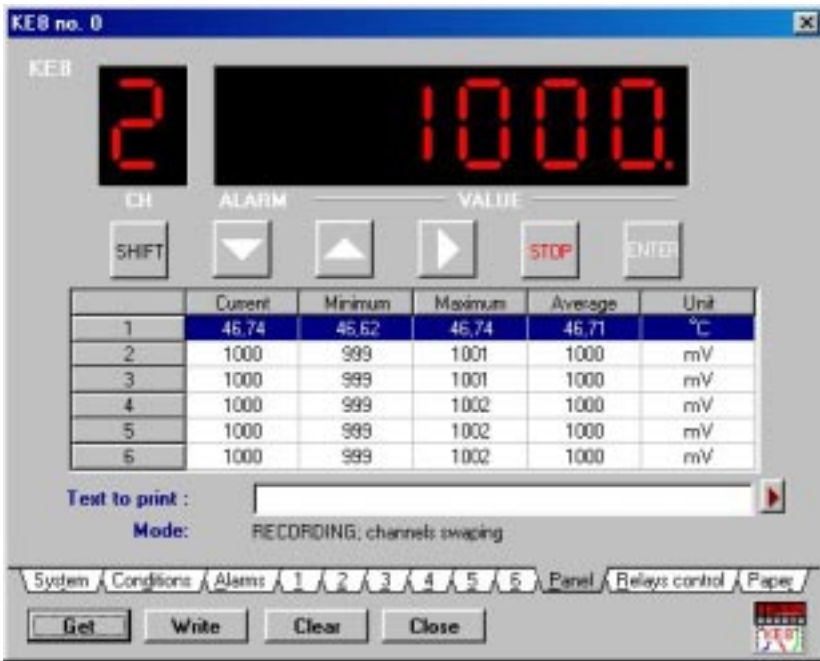 KE8 no. 0
KE8
2 1000.
CH ALARM VALUE
SHIFT STOP ENTER
Current Minimum Maximum Average Unit
1 46,74 46,62 46,74 46,71 °C
2 1000 999 1001 1000 mV
3 1000 999 1001 1000 mV
4 1000 999 1002 1000 mV
5 1000 999 1002 1000 mV
6 1000 999 1002 1000 mV
Text to print :
Mode: RECORDING; channels swaping
System Conditions Alarms 1 2 3 4 5 6 Panel Relays control Paper
Get Write Clear Close
KE8